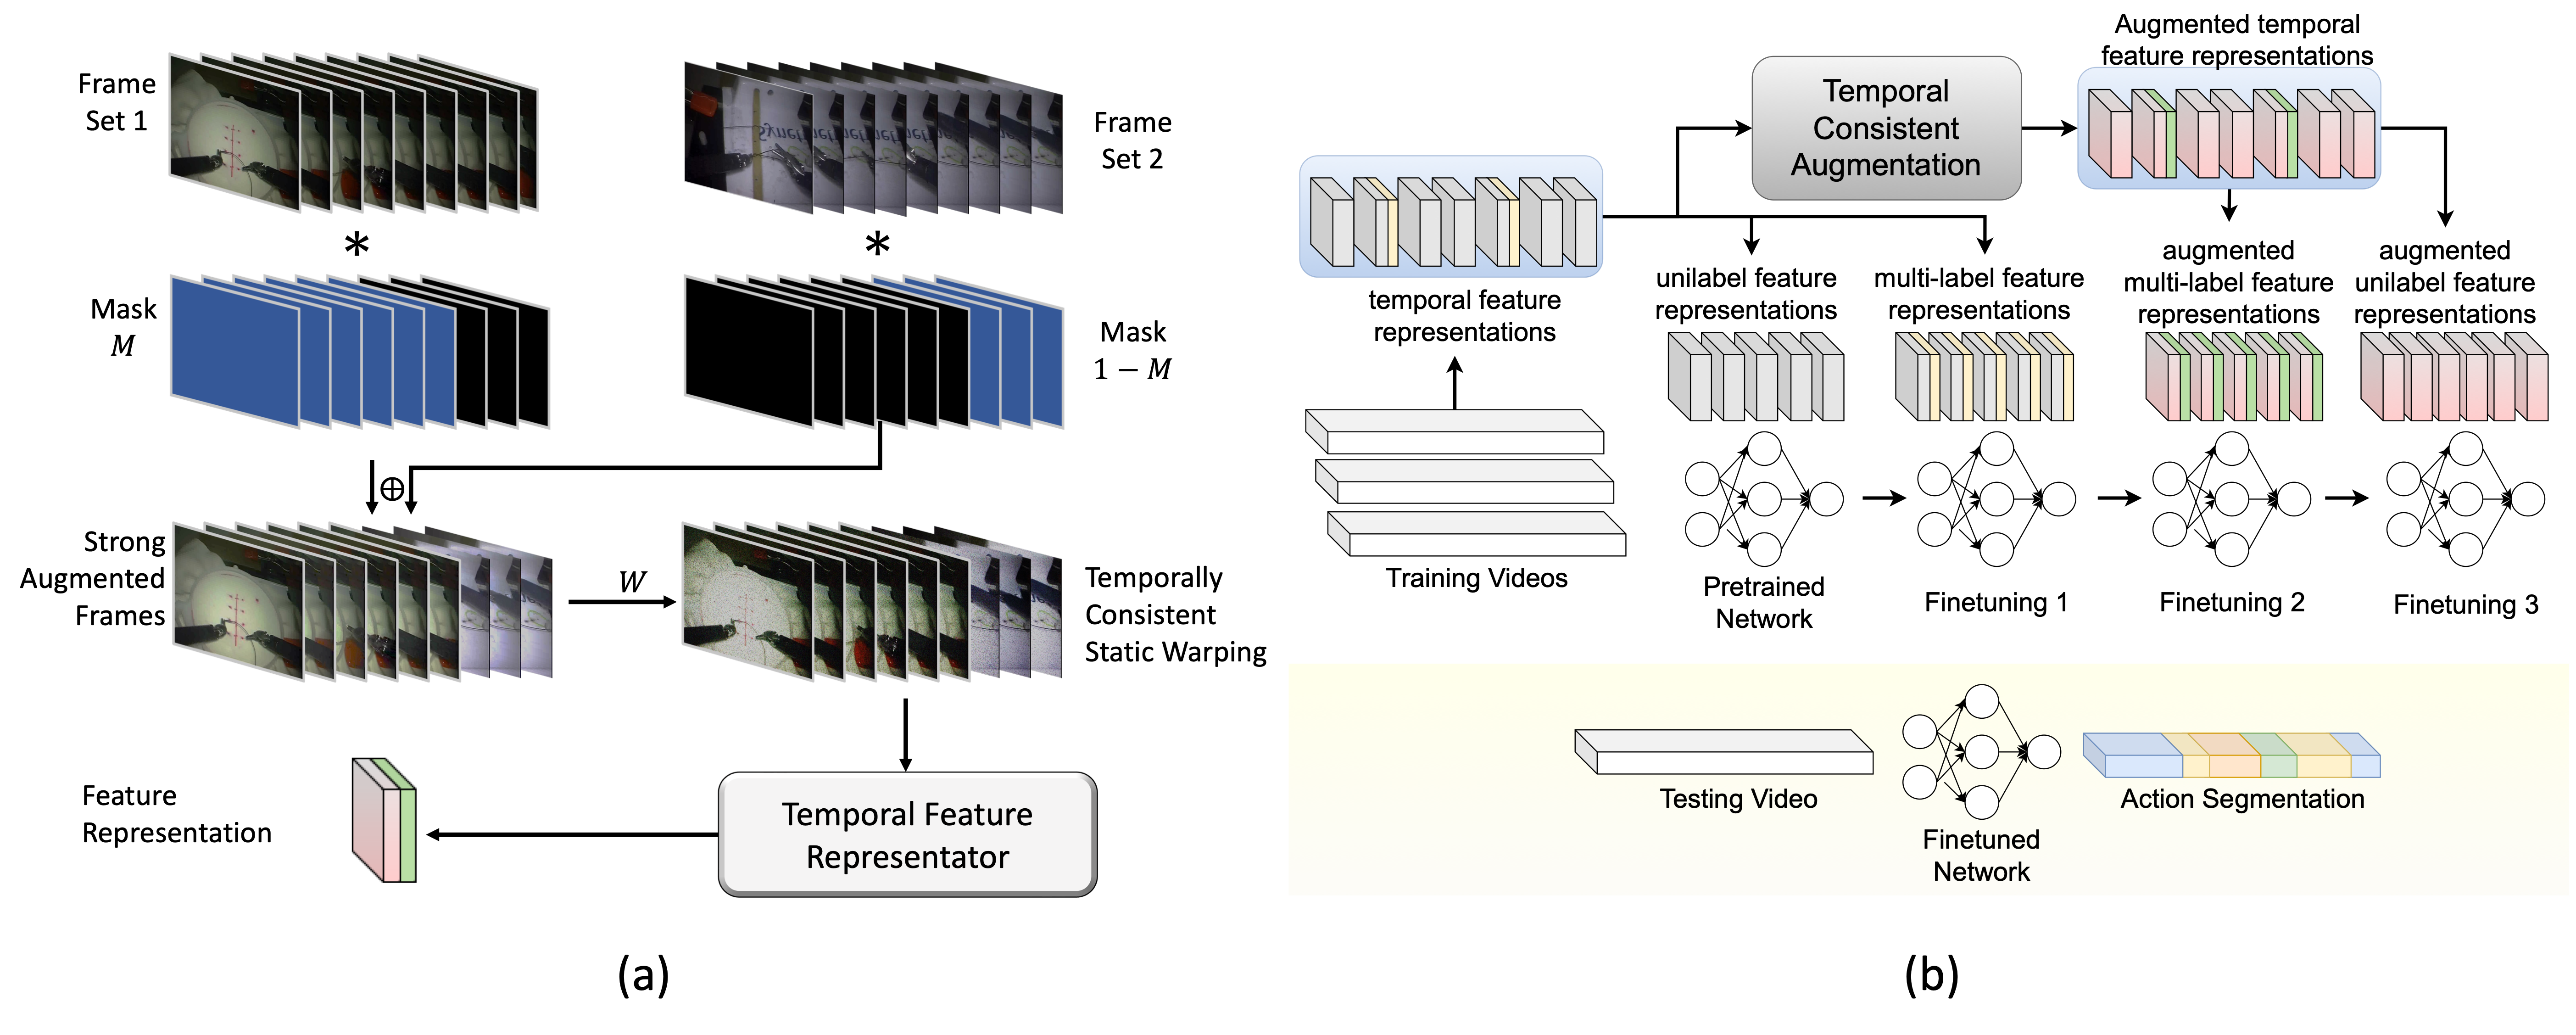 Frame
Set 1
Frame
Set 2
*
*
Mask
M
Mask
1 − M
⊕
Strong
Augmented
Frames
W
Temporally
Consistent
Static Warping
Feature
Representation
Temporal Feature
Representator
(a)
Augmented temporal
feature representations
Temporal
Consistent
Augmentation
temporal feature
representations
unilabel feature
representations
multi-label feature
representations
augmented
multi-label feature
representations
augmented
unilabel feature
representations
Training Videos
Pretrained
Network
Finetuning 1
Finetuning 2
Finetuning 3
Testing Video
Finetuned
Network
Action Segmentation
(b)